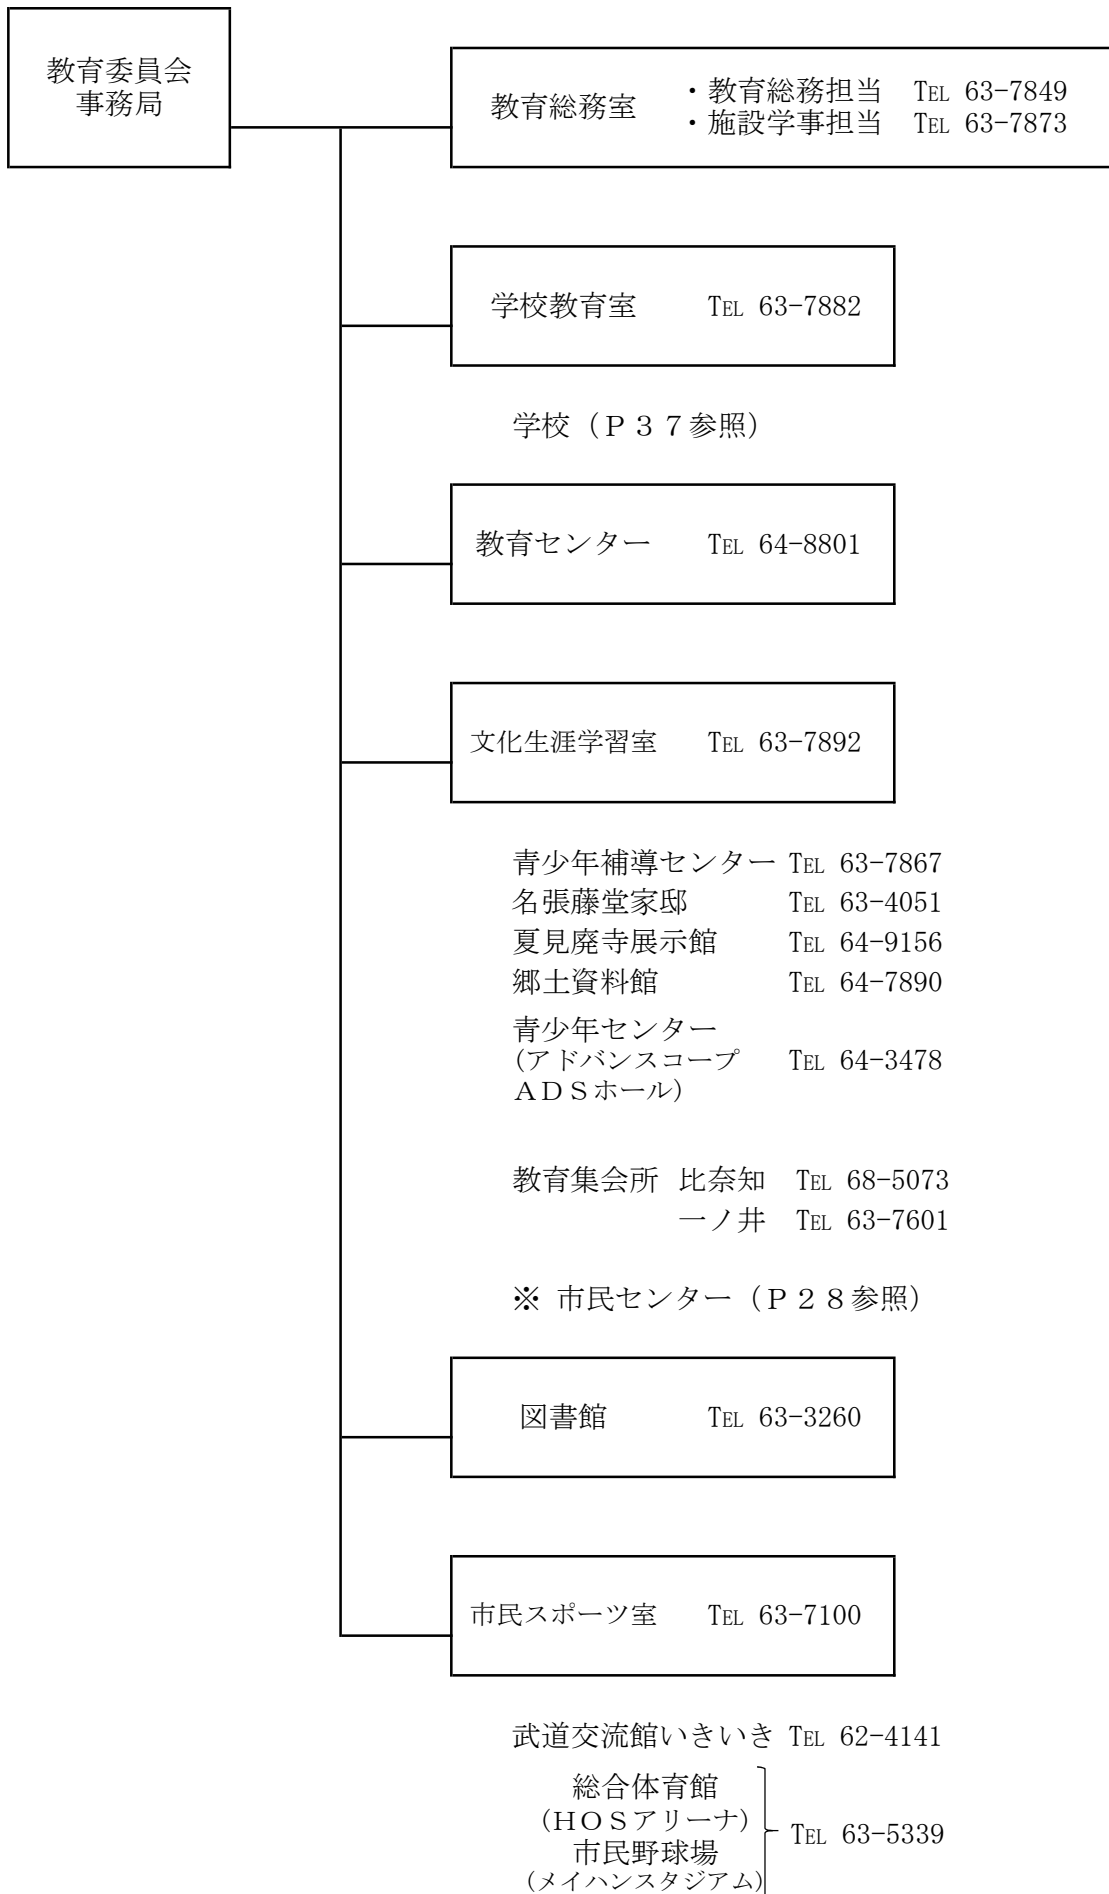 教育委員会
事務局
教育総務室
・教育総務担当 TEL 63-7849
・施設学事担当 TEL 63-7873
学校教育室 TEL 63-7882
学校（Ｐ３７参照）
教育センター TEL 64-8801
文化生涯学習室 TEL 63-7892
青少年補導センター TEL 63-7867
名張藤堂家邸 TEL 63-4051
夏見廃寺展示館 TEL 64-9156
郷土資料館 TEL 64-7890
青少年センター
(アドバンスコープ TEL 64-3478
ＡＤＳホール)
教育集会所 比奈知 TEL 68-5073
一ノ井 TEL 63-7601
※ 市民センター（Ｐ２８参照）
図書館 TEL 63-3260
市民スポーツ室 TEL 63-7100
武道交流館いきいき TEL 62-4141
総合体育館
(ＨＯＳアリーナ)
TEL 63-5339
市民野球場
(メイハンスタジアム)